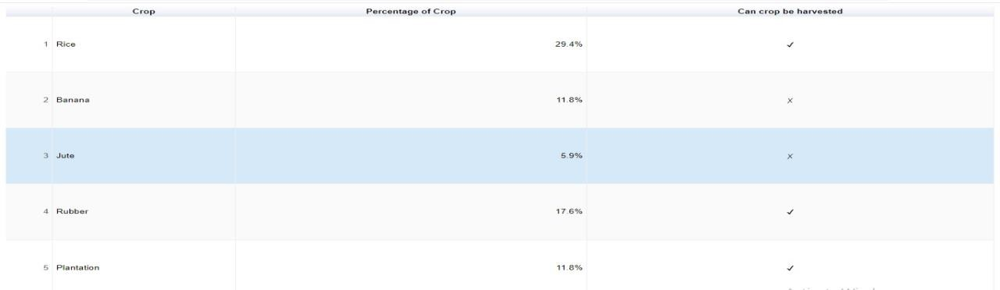 Crop Percentage of Crop Can crop be harvested
1 Rice 29.4% ✓
2 Banana 11.8% ✗
3 Jute 5.9% ✗
4 Rubber 17.6% ✓
5 Plantation 11.8% ✓